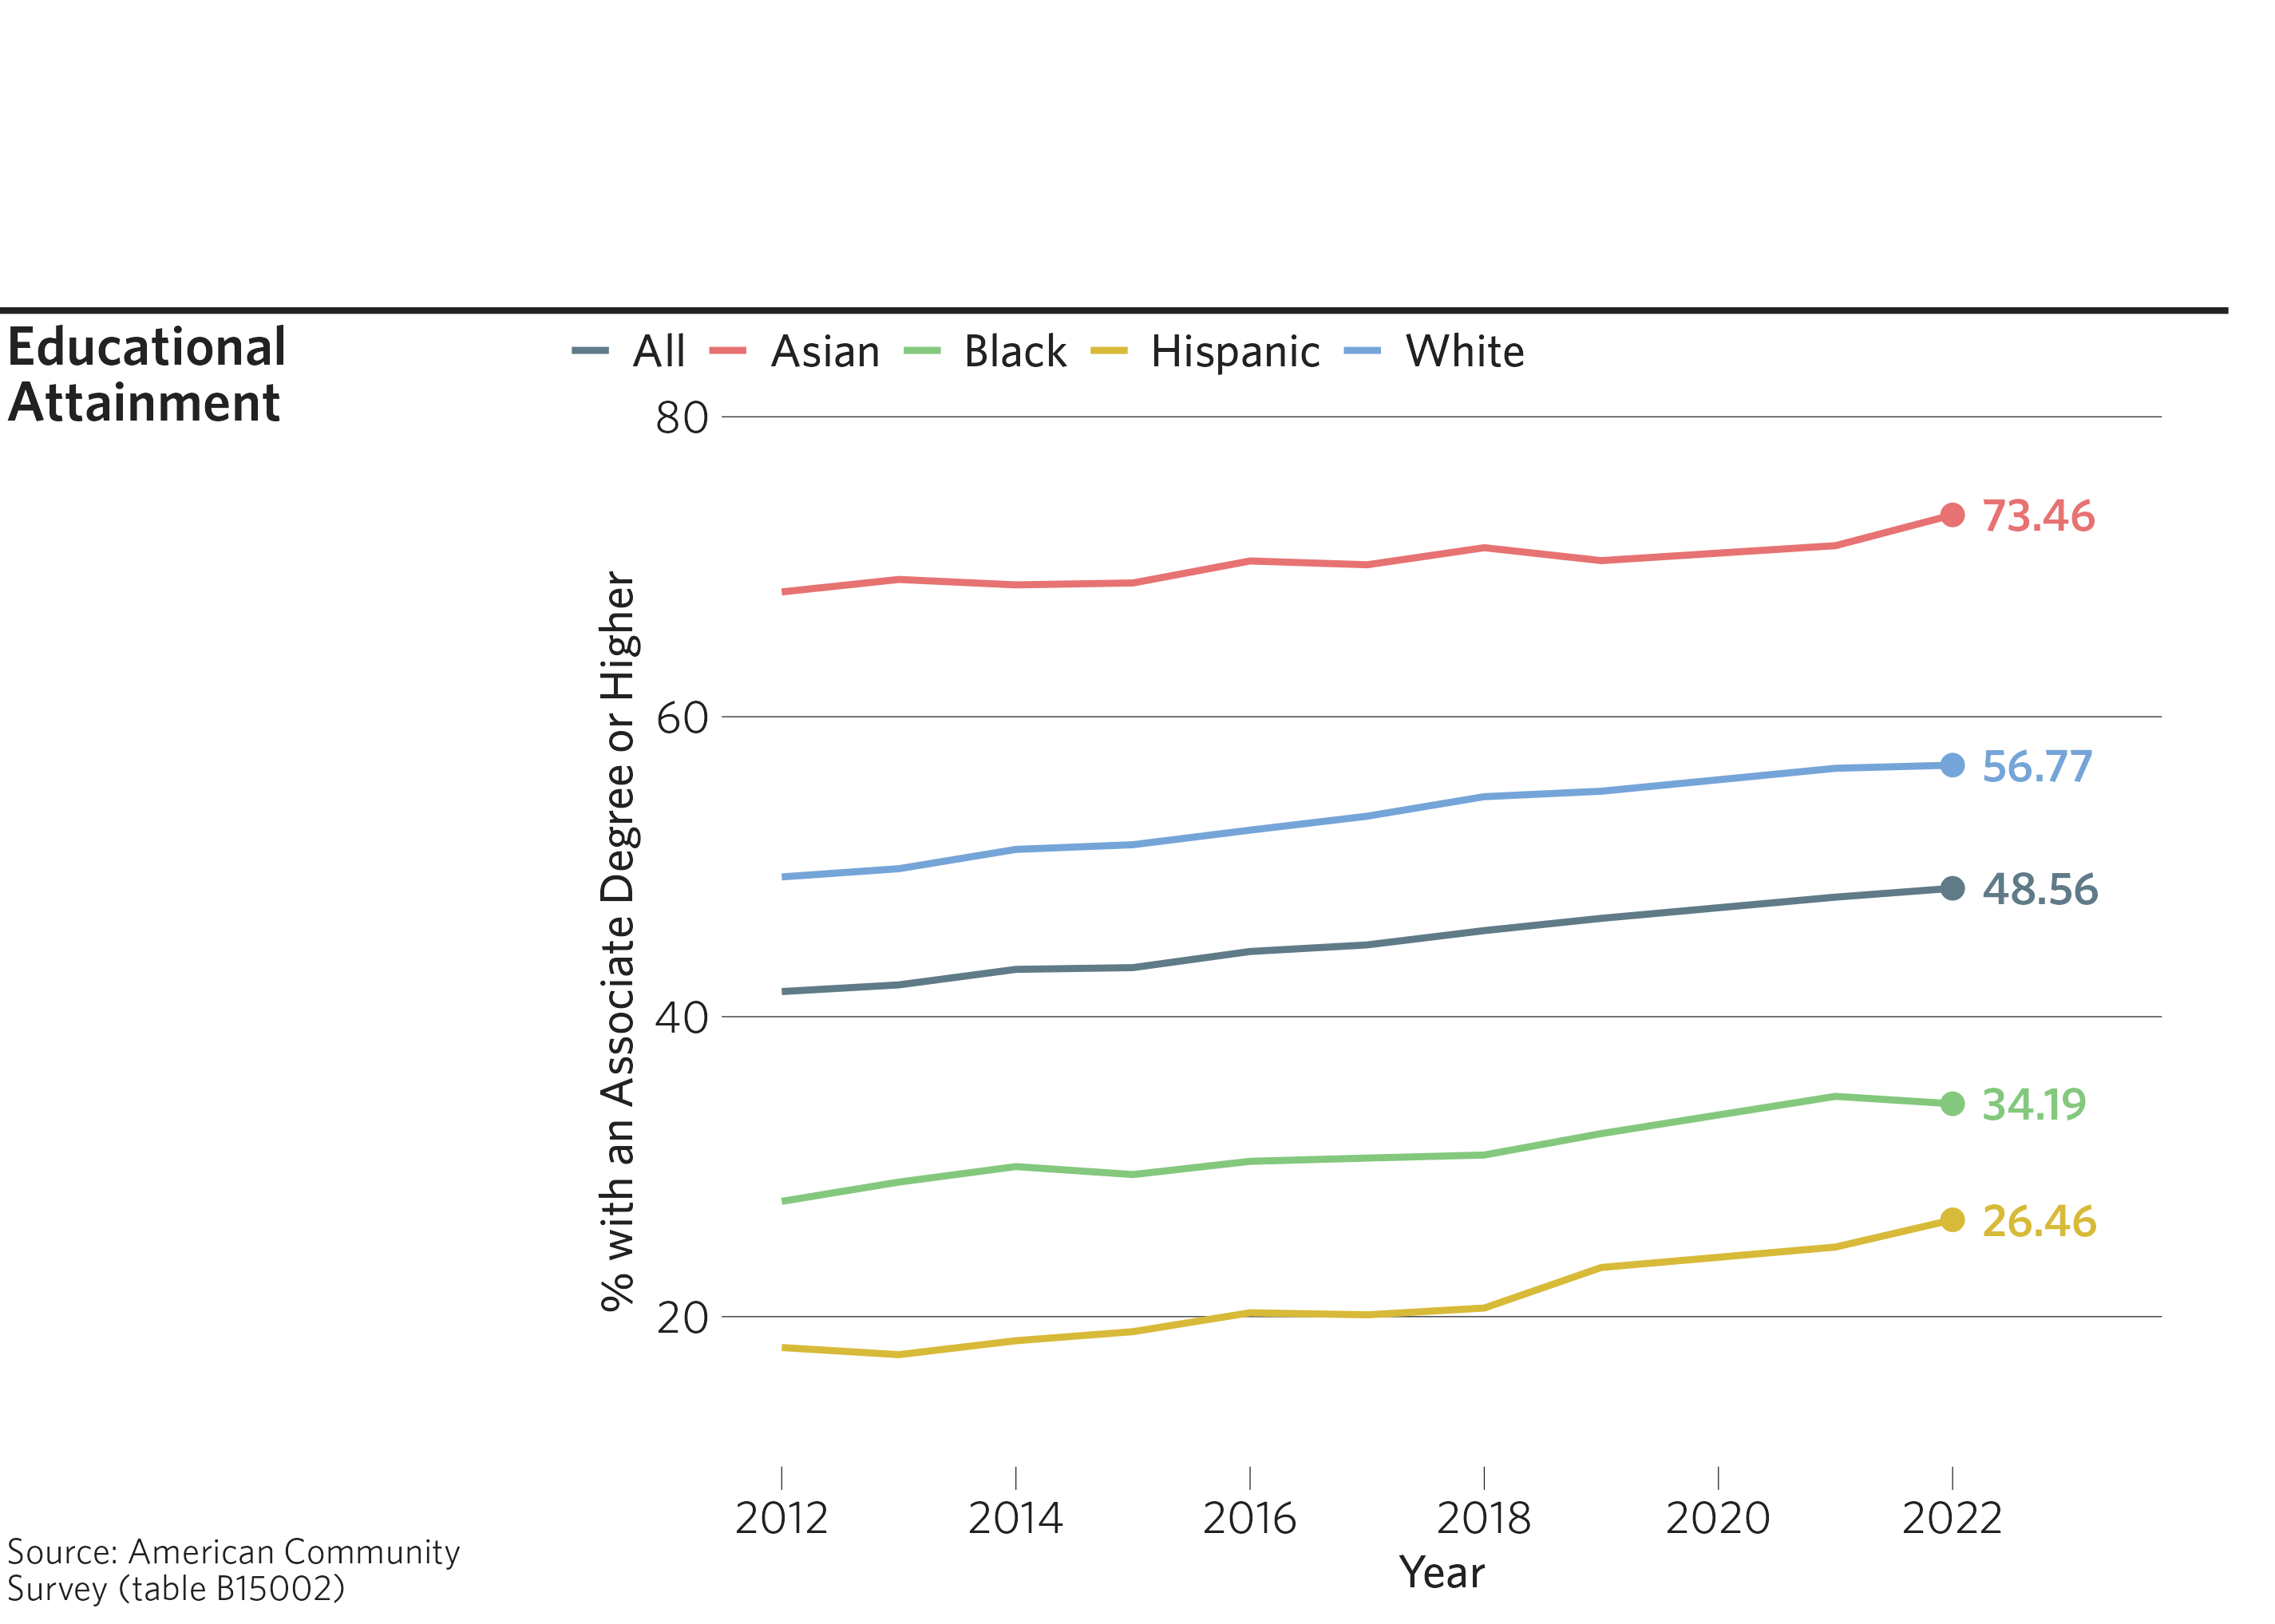 Educational
Attainment
All Asian Black Hispanic White
80
60
40
20
% with an Associate Degree or Higher
73.46
56.77
48.56
34.19
26.46
2012 2014 2016 2018 2020 2022
Year
Source: American Community
Survey (table B15002)